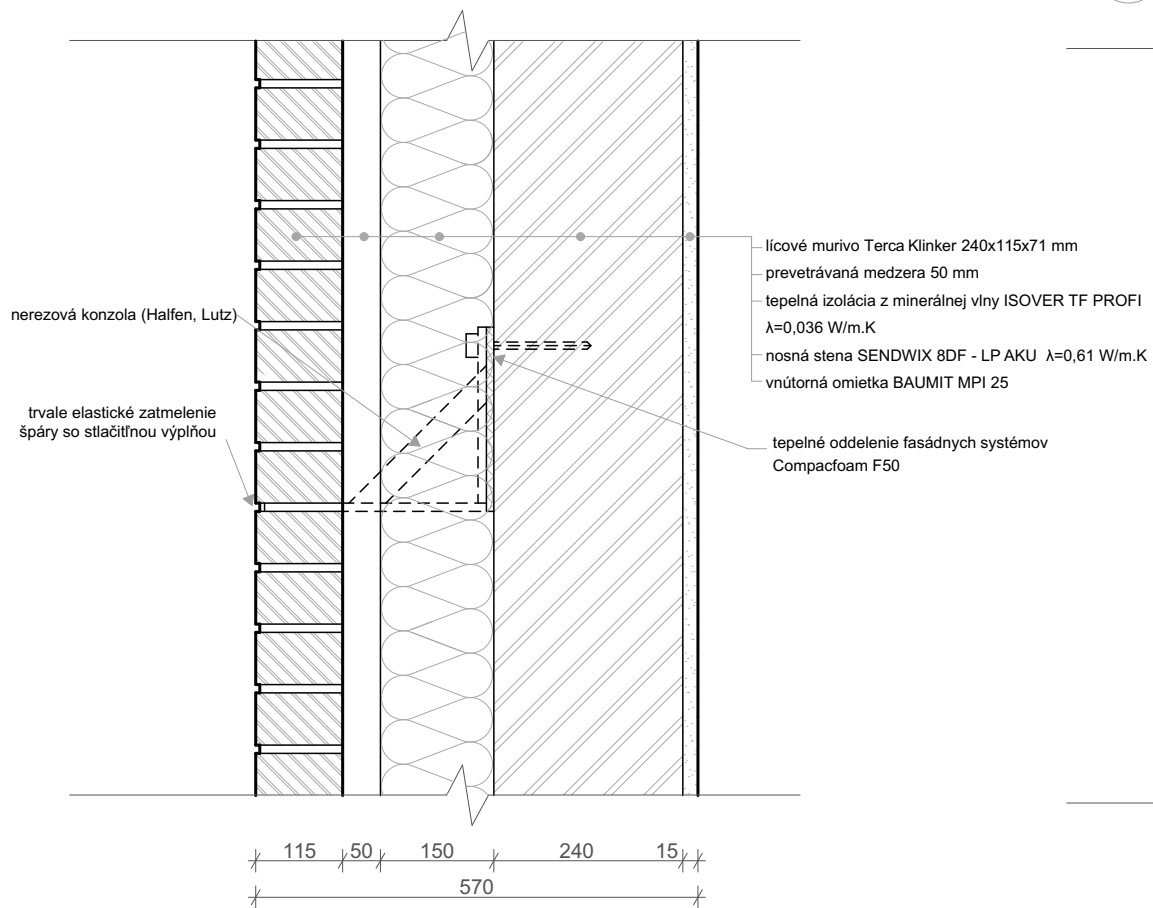 lícové murivo Terca Klinker 240x115x71 mm
prevetrávaná medzera 50 mm
tepelná izolácia z minerálnej vlny ISOVER TF PROFI
λ=0,036 W/m.K
nosná stena SENDWIX 8DF - LP AKU λ=0,61 W/m.K
vnútorná omietka BAUMIT MPI 25
nerezová konzola (Halfen, Lutz)
trvale elastické zatmelenie
špáry so stlačitľnou výplňou
tepelné oddelenie fasádnych systémov
Compacfoam F50
115 50 150 240 15
570